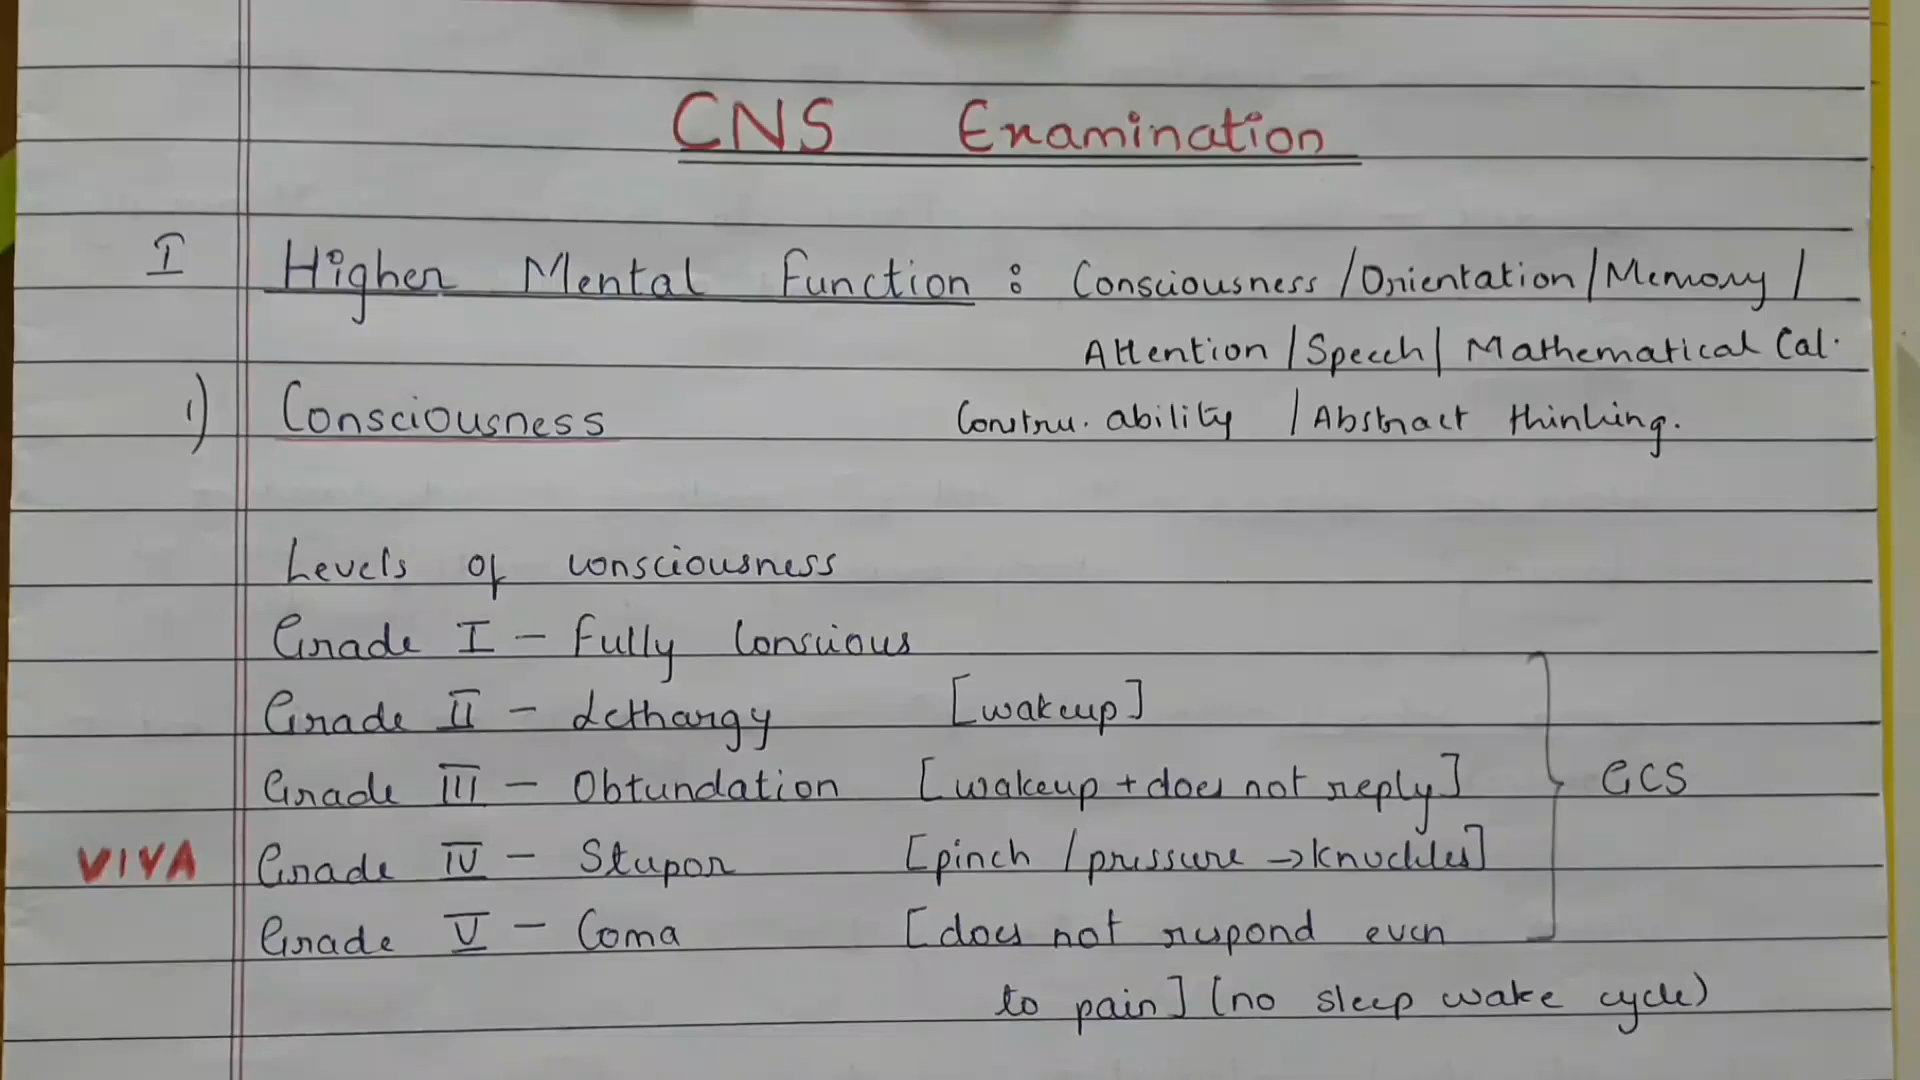 CNS Examination
I Higher Mental Function : Consciousness / Orientation / Memory /
Attention / Speech / Mathematical Cal.
1) Consciousness Constru. ability / Abstract thinking.
Levels of consciousness
Grade I - Fully Conscious
Grade II - Lethargy [wakeup]
Grade III - Obtundation [wakeup + does not reply] GCS
VIVA Grade IV - Stupor [pinch / pressure → knuckles]
Grade V - Coma [does not respond even
to pain] (no sleep wake cycle)